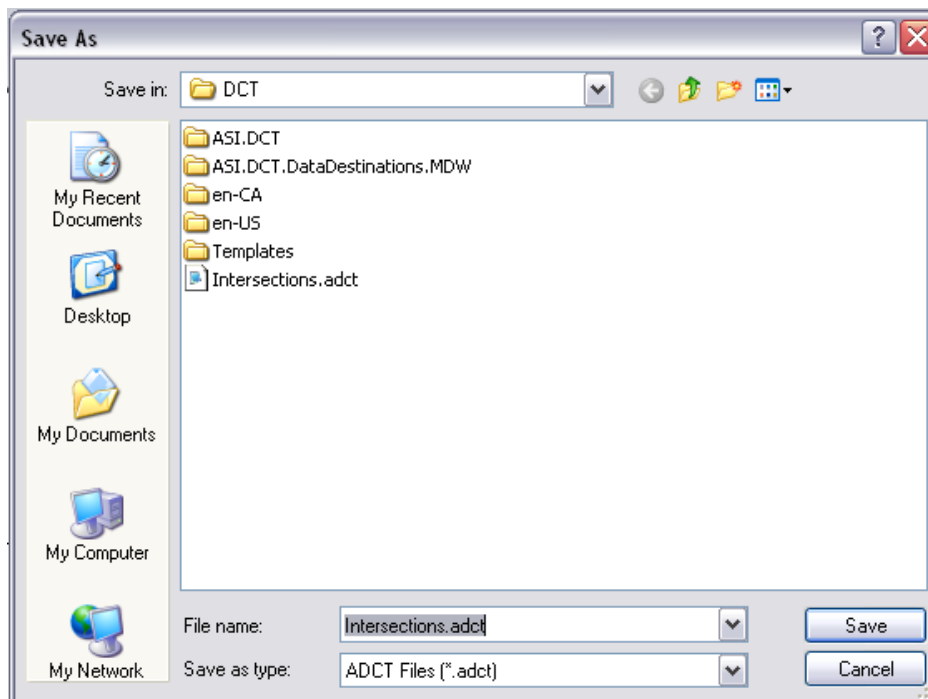 Save As
?
Save in:
DCT
My Recent
Documents
Desktop
My Documents
My Computer
My Network
ASI.DCT
ASI.DCT.DataDestinations.MDW
en-CA
en-US
Templates
Intersections.adct
File name:
Intersections.adct
Save
Save as type:
ADCT Files (*.adct)
Cancel